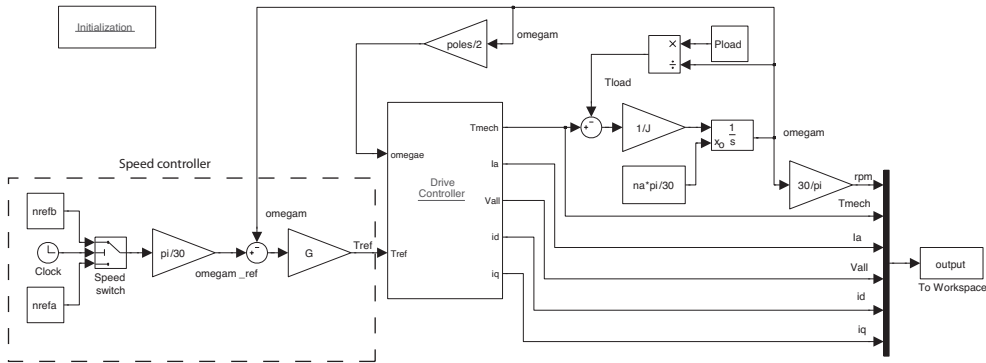 Initialization
poles/2
omegam
×
÷
Pload
Tload
+
−
1/J
xo
1
s
omegam
na*pi/30
30/pi
rpm
Tmech
Ia
Vall
id
iq
output
To Workspace
omegae
Tref
Drive
Controller
Tmech
Ia
Vall
id
iq
Speed controller
nrefb
Clock
nrefa
Speed
switch
pi/30
omegam _ref
omegam
+
−
G
Tref